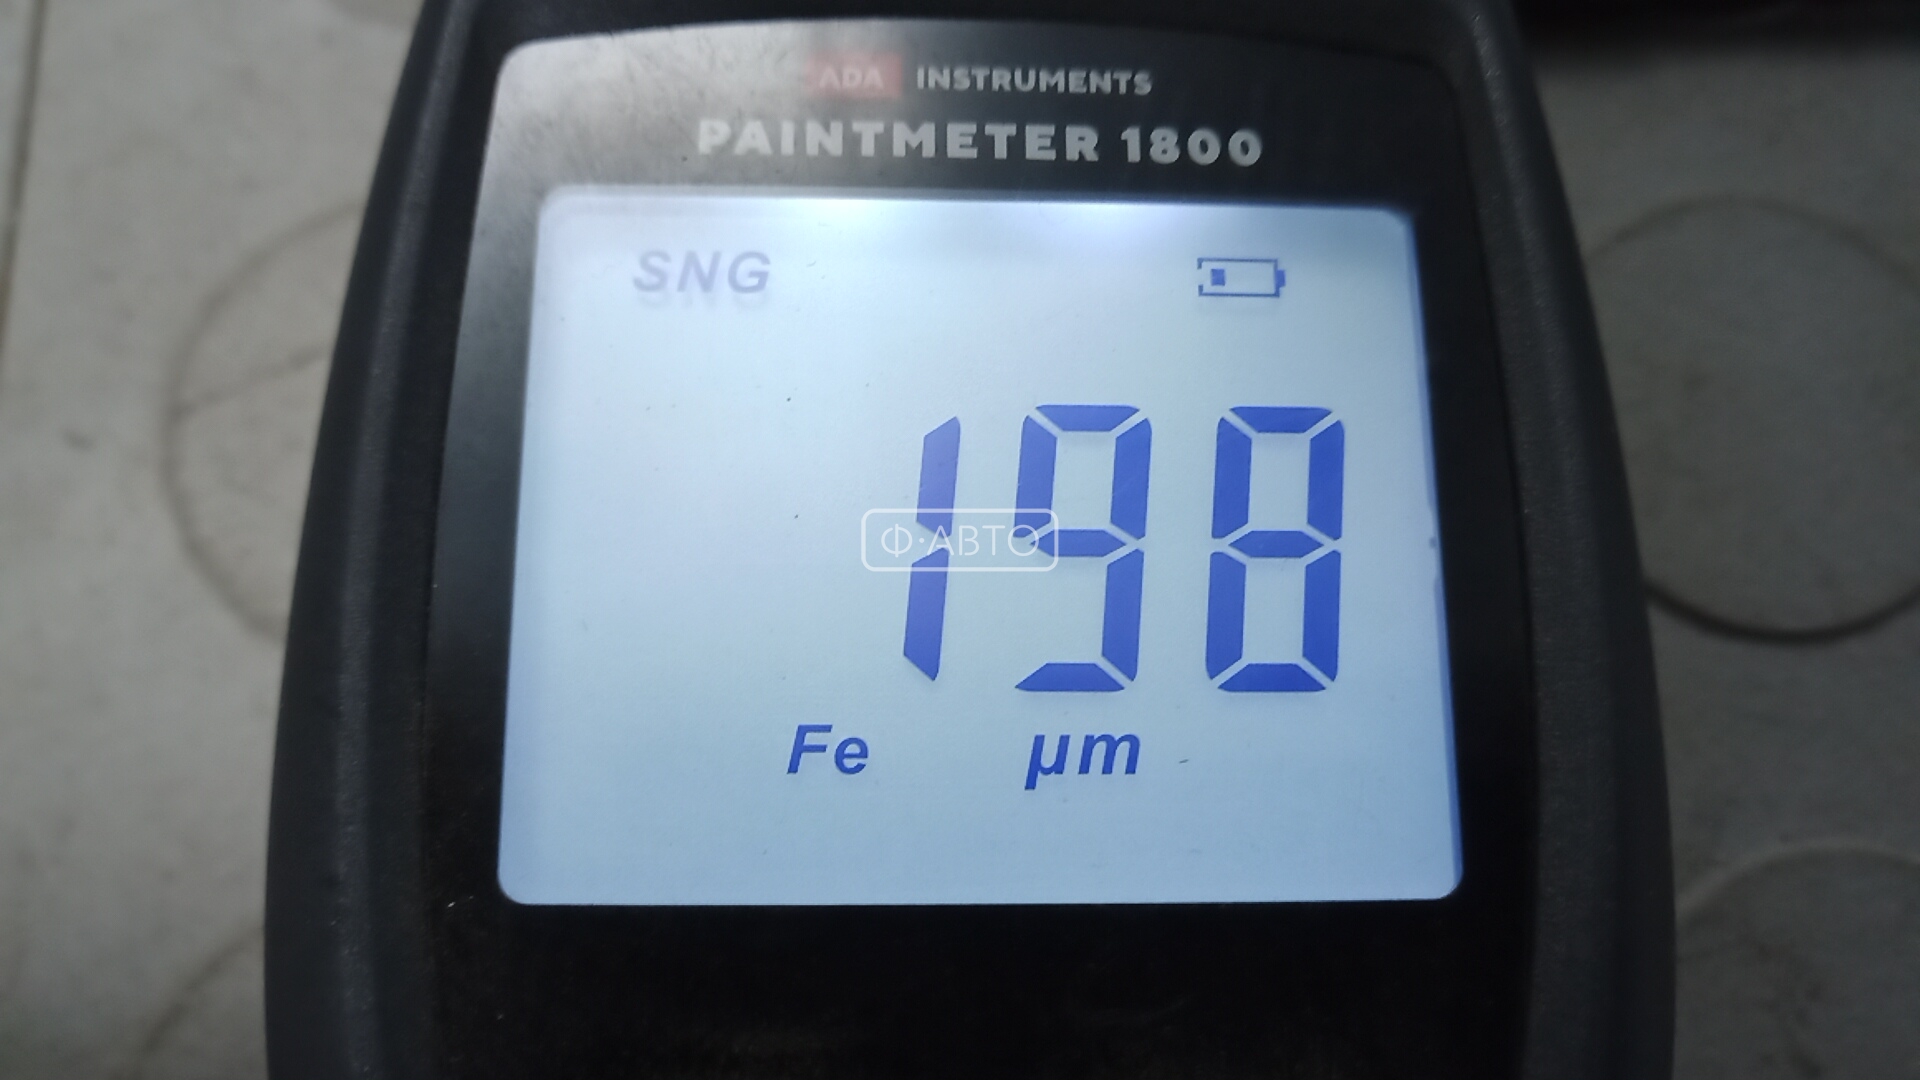 ADA INSTRUMENTS
PAINTMETER 1800
SNG
198
Ф·АВТО
Fe µm